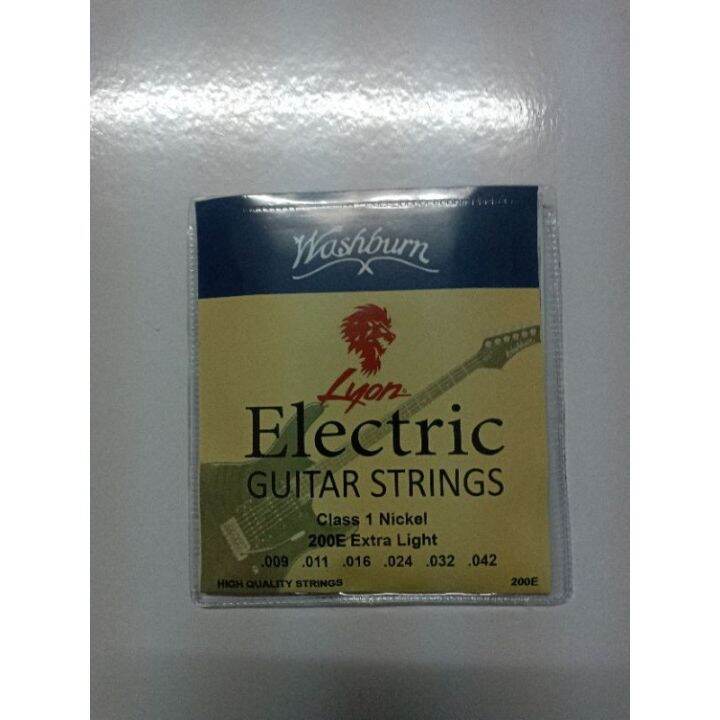 Washburn
Lyon
Electric
GUITAR STRINGS
Class 1 Nickel
200E Extra Light
.009 .011 .016 .024 .032 .042
HIGH QUALITY STRINGS 200E